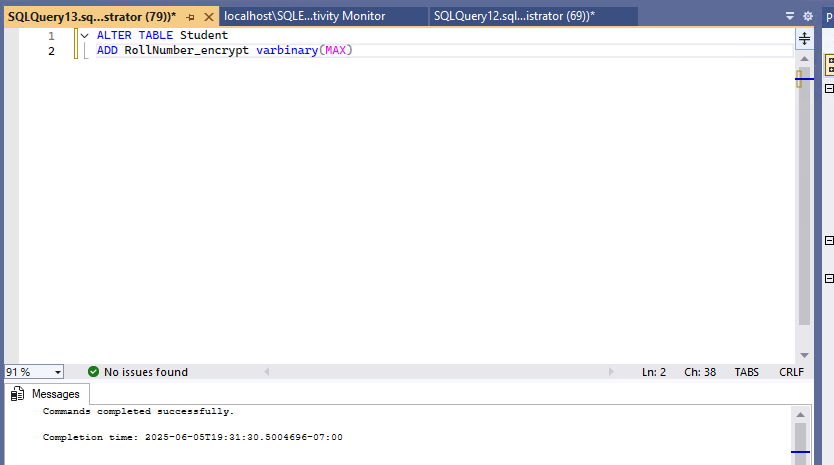 SQLQuery13.sq...strator (79))*
localhost\SQLE...tivity Monitor
SQLQuery12.sql...istrator (69))*
1 ALTER TABLE Student
2 ADD RollNumber_encrypt varbinary(MAX)
91 %
No issues found
Ln: 2
Ch: 38
TABS
CRLF
Messages
Commands completed successfully.
Completion time: 2025-06-05T19:31:30.5004696-07:00